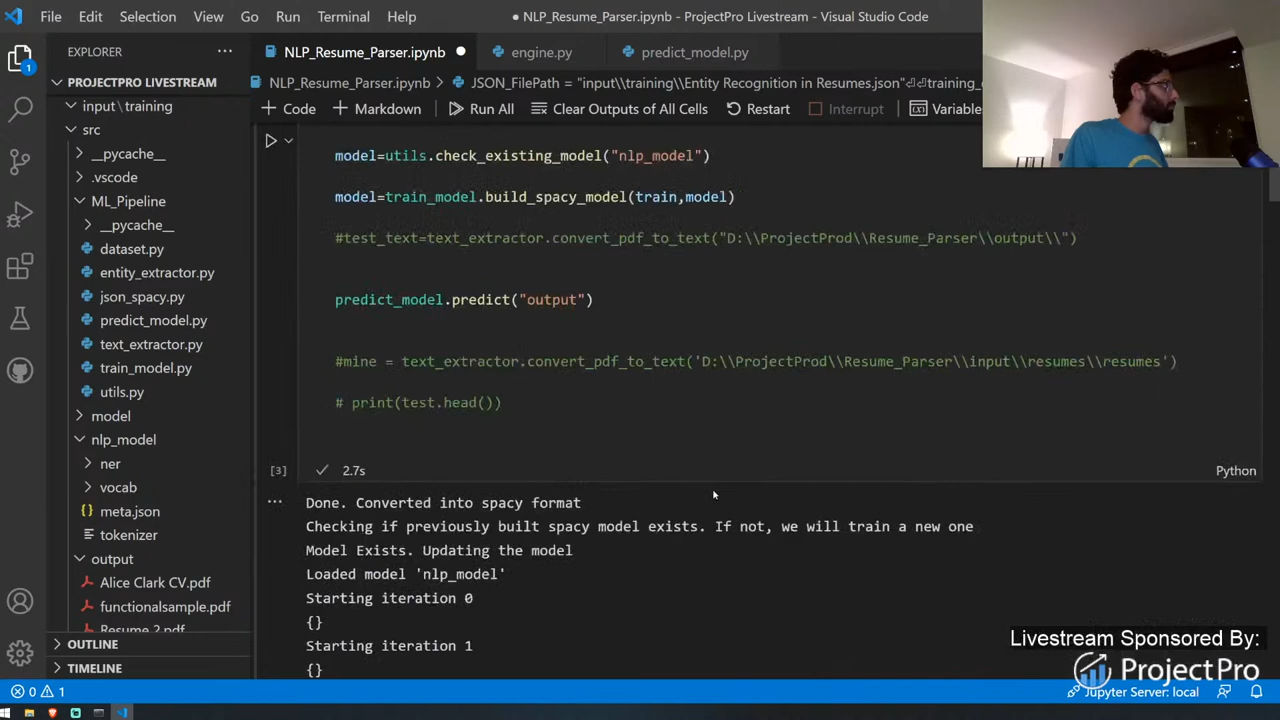 File Edit Selection View Go Run Terminal Help
● NLP_Resume_Parser.ipynb - ProjectPro Livestream - Visual Studio Code
EXPLORER ···
NLP_Resume_Parser.ipynb ●
engine.py
predict_model.py
PROJECTPRO LIVESTREAM
NLP_Resume_Parser.ipynb > JSON_FilePath = "input\\training\\Entity Recognition in Resumes.json"⏎⏎training_
+ Code + Markdown Run All Clear Outputs of All Cells Restart Interrupt Variable
input\training
src
__pycache__
.vscode
ML_Pipeline
__pycache__
dataset.py
entity_extractor.py
json_spacy.py
predict_model.py
text_extractor.py
train_model.py
utils.py
model
nlp_model
ner
vocab
meta.json
tokenizer
output
Alice Clark CV.pdf
functionalsample.pdf
Resume 2.pdf
OUTLINE
TIMELINE
model=utils.check_existing_model("nlp_model")
model=train_model.build_spacy_model(train,model)
#test_text=text_extractor.convert_pdf_to_text("D:\\ProjectProd\\Resume_Parser\\output\\")
predict_model.predict("output")
#mine = text_extractor.convert_pdf_to_text('D:\\ProjectProd\\Resume_Parser\\input\\resumes\\resumes')
# print(test.head())
[3] 2.7s Python
Done. Converted into spacy format
Checking if previously built spacy model exists. If not, we will train a new one
Model Exists. Updating the model
Loaded model 'nlp_model'
Starting iteration 0
{}
Starting iteration 1
{}
Livestream Sponsored By:
ProjectPro
0 1
Jupyter Server: local
1